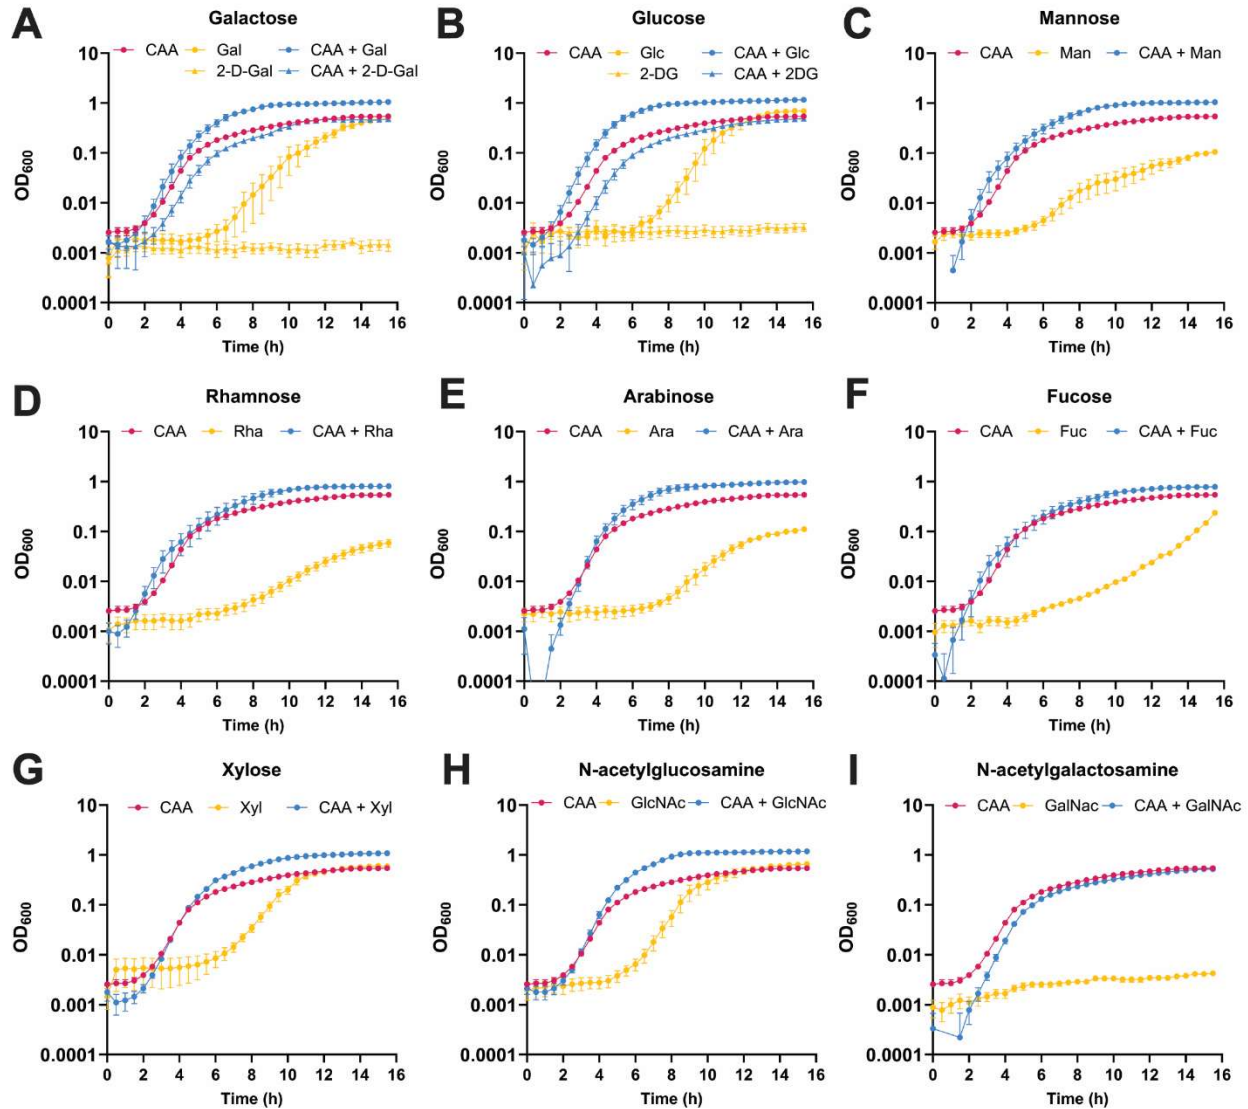 A
Galactose
CAA Gal CAA + Gal
2-D-Gal CAA + 2-D-Gal
10
1
0.1
0.01
0.001
0.0001
OD600
0 2 4 6 8 10 12 14 16
Time (h)
B
Glucose
CAA Glc CAA + Glc
2-DG CAA + 2DG
10
1
0.1
0.01
0.001
0.0001
OD600
0 2 4 6 8 10 12 14 16
Time (h)
C
Mannose
CAA Man CAA + Man
10
1
0.1
0.01
0.001
0.0001
OD600
0 2 4 6 8 10 12 14 16
Time (h)
D
Rhamnose
CAA Rha CAA + Rha
10
1
0.1
0.01
0.001
0.0001
OD600
0 2 4 6 8 10 12 14 16
Time (h)
E
Arabinose
CAA Ara CAA + Ara
10
1
0.1
0.01
0.001
0.0001
OD600
0 2 4 6 8 10 12 14 16
Time (h)
F
Fucose
CAA Fuc CAA + Fuc
10
1
0.1
0.01
0.001
0.0001
OD600
0 2 4 6 8 10 12 14 16
Time (h)
G
Xylose
CAA Xyl CAA + Xyl
10
1
0.1
0.01
0.001
0.0001
OD600
0 2 4 6 8 10 12 14 16
Time (h)
H
N-acetylglucosamine
CAA GlcNAc CAA + GlcNAc
10
1
0.1
0.01
0.001
0.0001
OD600
0 2 4 6 8 10 12 14 16
Time (h)
I
N-acetylgalactosamine
CAA GalNac CAA + GalNAc
10
1
0.1
0.01
0.001
0.0001
OD600
0 2 4 6 8 10 12 14 16
Time (h)